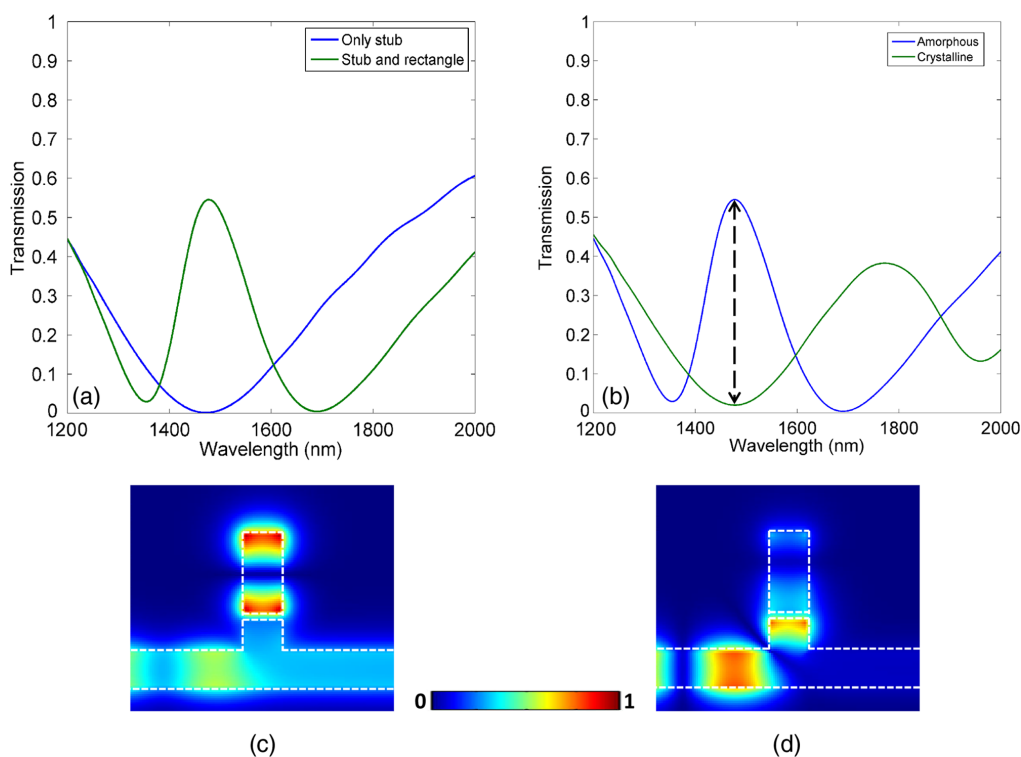 1
0.9
0.8
0.7
0.6
0.5
0.4
0.3
0.2
0.1
0
Transmission
Only stub
Stub and rectangle
(a)
1200 1400 1600 1800 2000
Wavelength (nm)
1
0.9
0.8
0.7
0.6
0.5
0.4
0.3
0.2
0.1
0
Transmission
Amorphous
Crystalline
(b)
1200 1400 1600 1800 2000
Wavelength (nm)
0 1
(c)
(d)